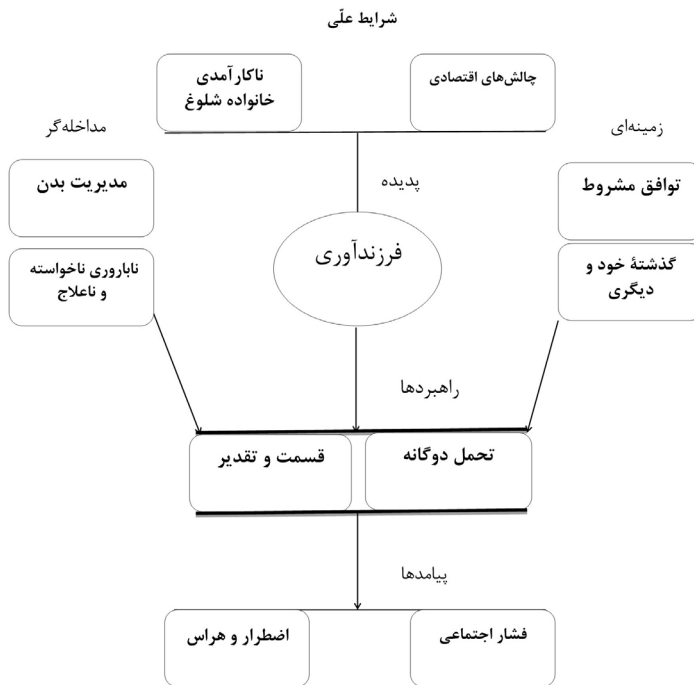 شرایط علّی
چالش‌های اقتصادی
ناکارآمدی
خانواده شلوغ
زمینه‌ای
مداخله‌گر
پدیده
توافق مشروط
مدیریت بدن
فرزندآوری
گذشتۀ خود و
دیگری
ناباروری ناخواسته
و ناعلاج
راهبردها
تحمل دوگانه
قسمت و تقدیر
پیامدها
فشار اجتماعی
اضطرار و هراس